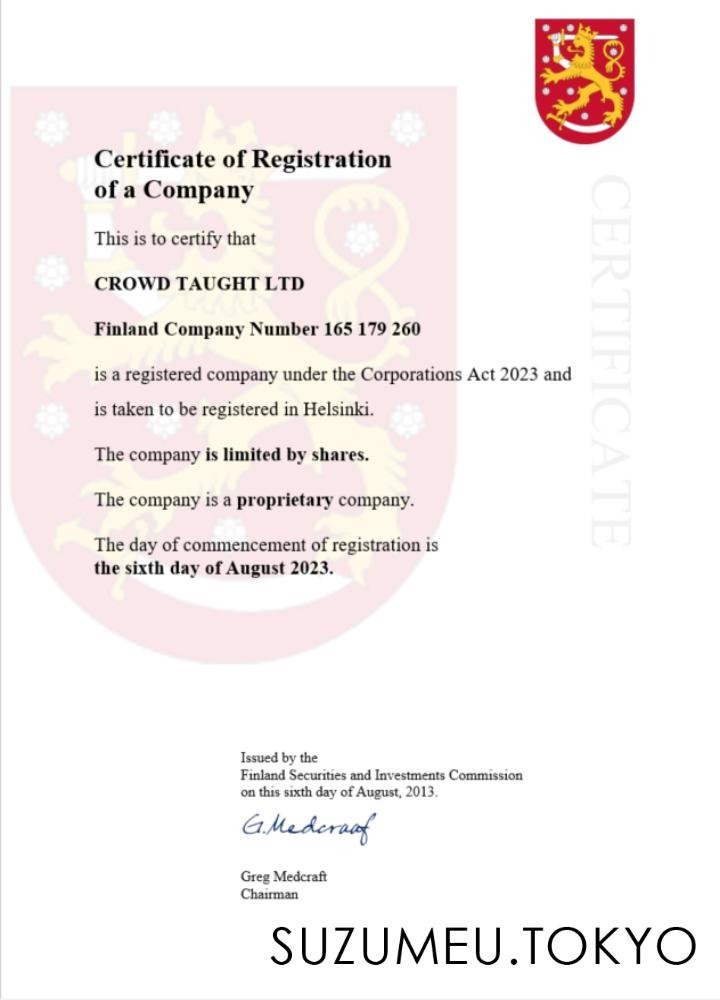 Certificate of Registration
of a Company
This is to certify that
CROWD TAUGHT LTD
Finland Company Number 165 179 260
is a registered company under the Corporations Act 2023 and
is taken to be registered in Helsinki.
The company is limited by shares.
The company is a proprietary company.
The day of commencement of registration is
the sixth day of August 2023.
CERTIFICATE
Issued by the
Finland Securities and Investments Commission
on this sixth day of August, 2013.
G.Medcraft
Greg Medcraft
Chairman
SUZUMEU.TOKYO